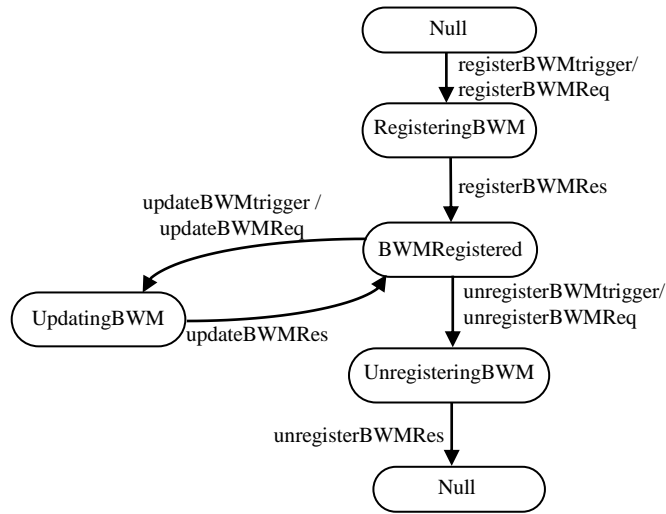 Null
registerBWMtrigger/
registerBWMReq
RegisteringBWM
registerBWMRes
updateBWMtrigger /
updateBWMReq
BWMRegistered
UpdatingBWM
updateBWMRes
unregisterBWMtrigger/
unregisterBWMReq
UnregisteringBWM
unregisterBWMRes
Null